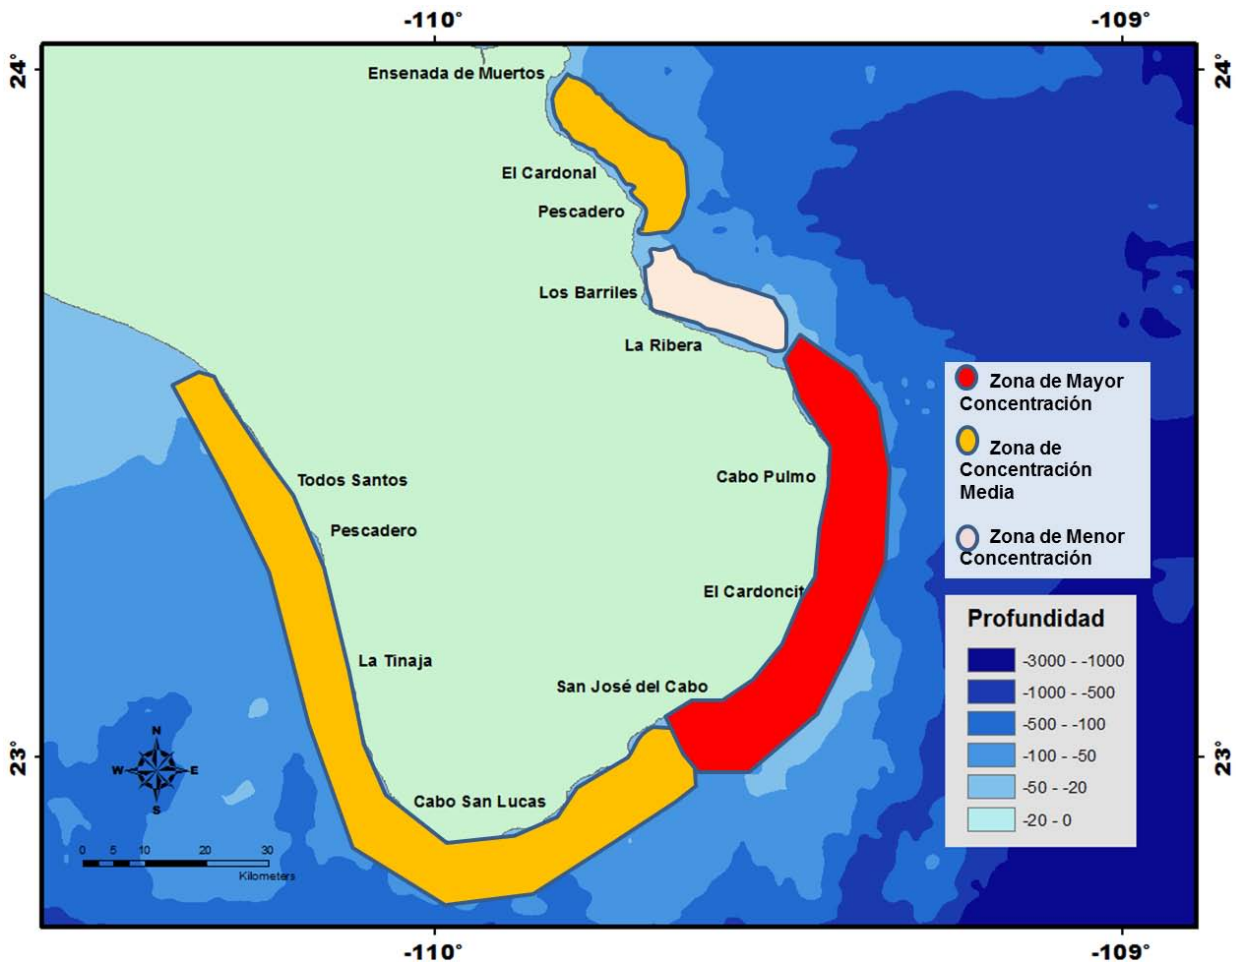 -110°
-109°
24°
24°
Ensenada de Muertos
El Cardonal
Pescadero
Los Barriles
La Ribera
Todos Santos
Pescadero
Cabo Pulmo
El Cardoncit
La Tinaja
San José del Cabo
Cabo San Lucas
23°
23°
Zona de Mayor
Concentración
Zona de
Concentración
Media
Zona de Menor
Concentración
Profundidad
-3000 - -1000
-1000 - -500
-500 - -100
-100 - -50
-50 - -20
-20 - 0
N
W
E
S
0 5 10 20 30
Kilometers
-110°
-109°